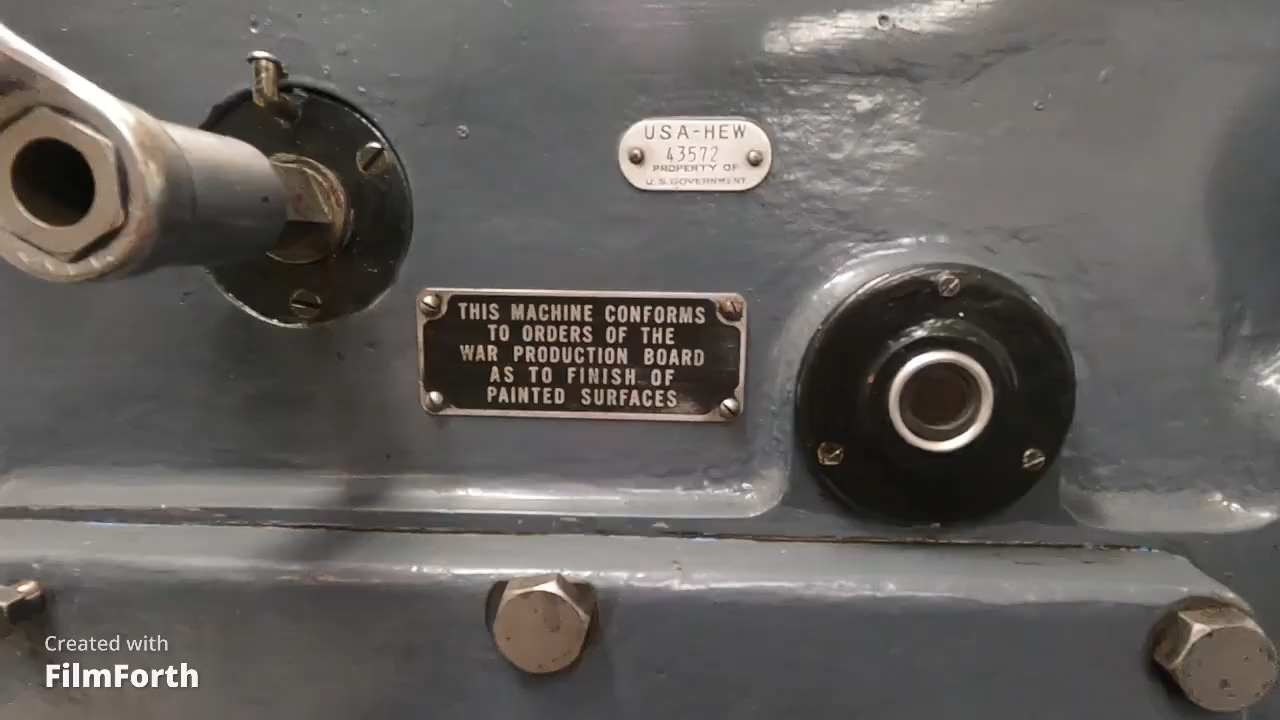 USA-HEW
43572
PROPERTY OF
U.S. GOVERNMENT
THIS MACHINE CONFORMS
TO ORDERS OF THE
WAR PRODUCTION BOARD
AS TO FINISH OF
PAINTED SURFACES
Created with
FilmForth